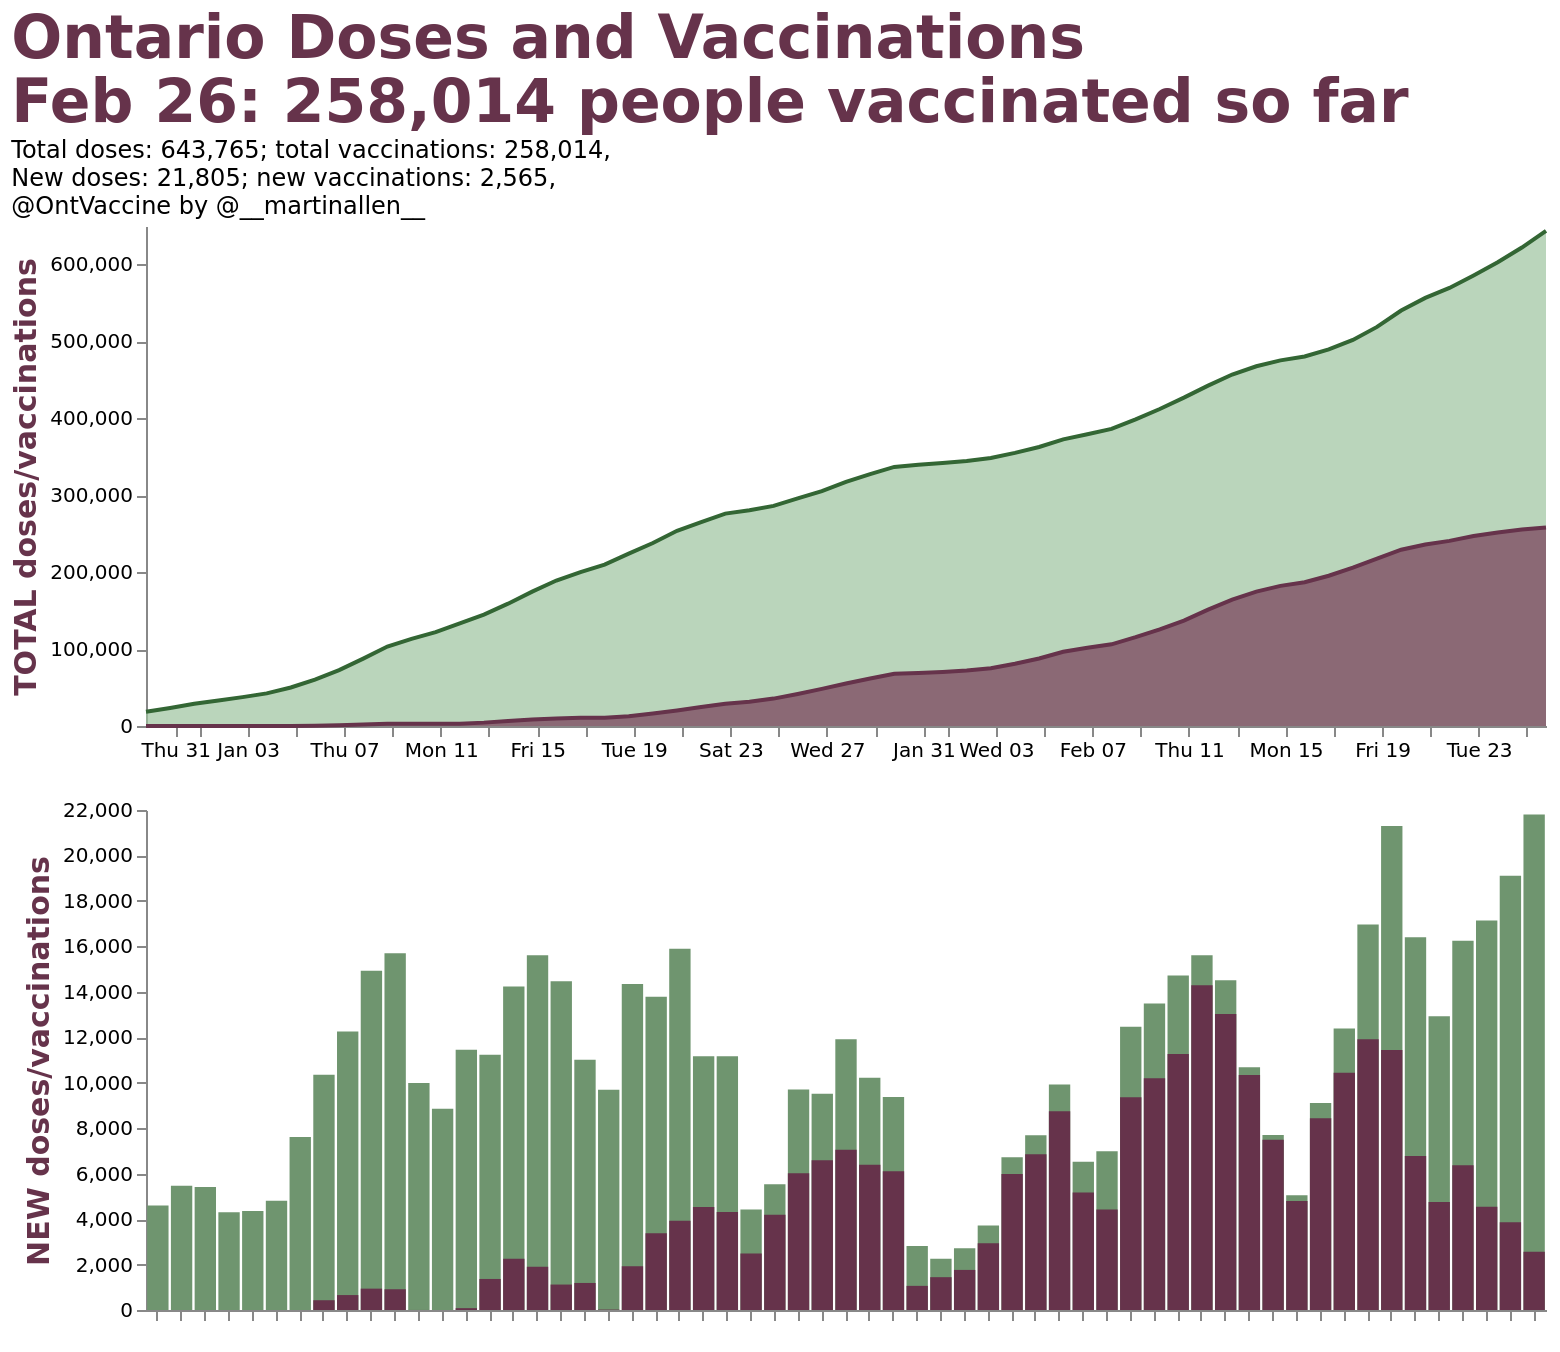 Ontario Doses and Vaccinations
Feb 26: 258,014 people vaccinated so far
Total doses: 643,765; total vaccinations: 258,014,
New doses: 21,805; new vaccinations: 2,565,
@OntVaccine by @__martinallen__
TOTAL doses/vaccinations
600,000
500,000
400,000
300,000
200,000
100,000
0
Thu 31 Jan 03 Thu 07 Mon 11 Fri 15 Tue 19 Sat 23 Wed 27 Jan 31 Wed 03 Feb 07 Thu 11 Mon 15 Fri 19 Tue 23
NEW doses/vaccinations
22,000
20,000
18,000
16,000
14,000
12,000
10,000
8,000
6,000
4,000
2,000
0